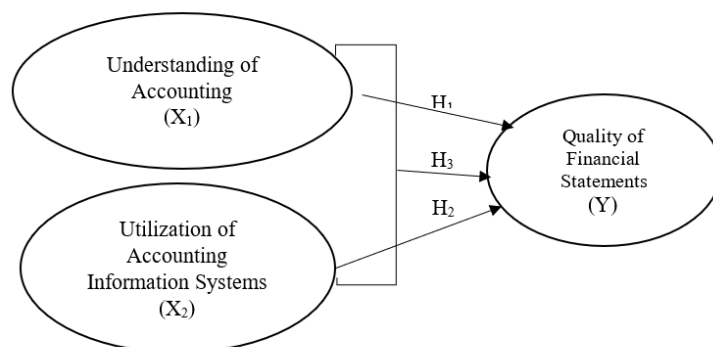 Understanding of
Accounting
(X₁)
H₁
Quality of
Financial
Statements
(Y)
H₃
H₂
Utilization of
Accounting
Information Systems
(X₂)